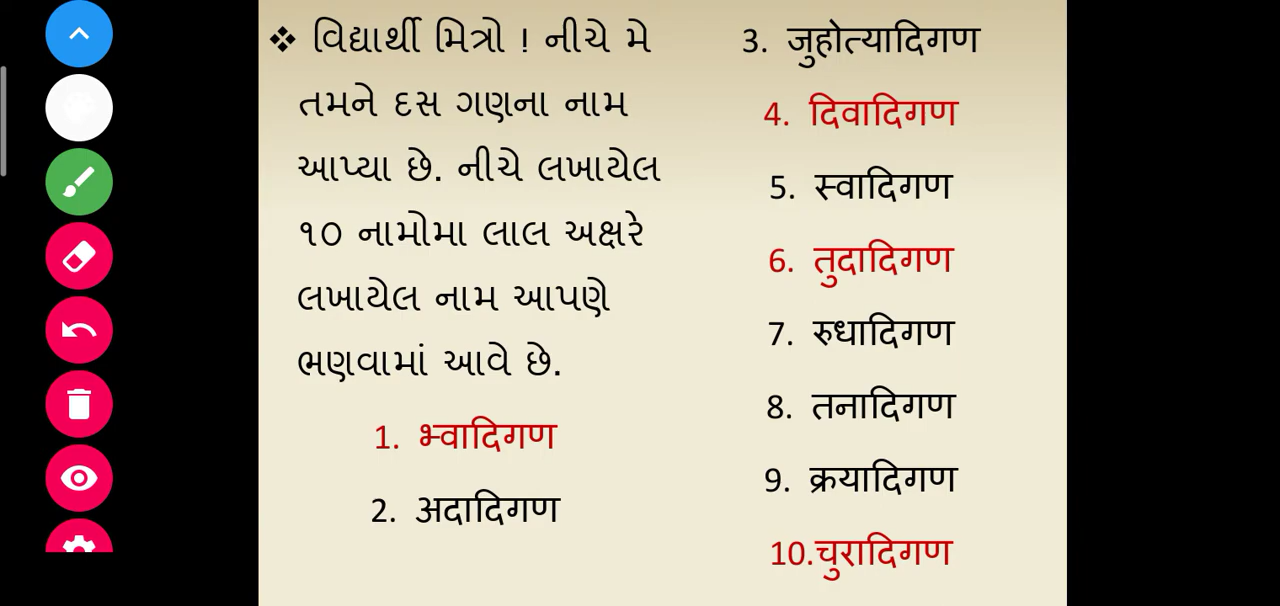 ❖ વિદ્યાર્થી મિત્રો ! નીચે મે
તમને દસ ગણના નામ
આપ્યા છે. નીચે લખાયેલ
૧૦ નામોમા લાલ અક્ષરે
લખાયેલ નામ આપણે
ભણવામાં આવે છે.
1. भ्वादिगण
2. अदादिगण
3. जुहोत्यादिगण
4. दिवादिगण
5. स्वादिगण
6. तुदादिगण
7. रुधादिगण
8. तनादिगण
9. क्रयादिगण
10.चुरादिगण